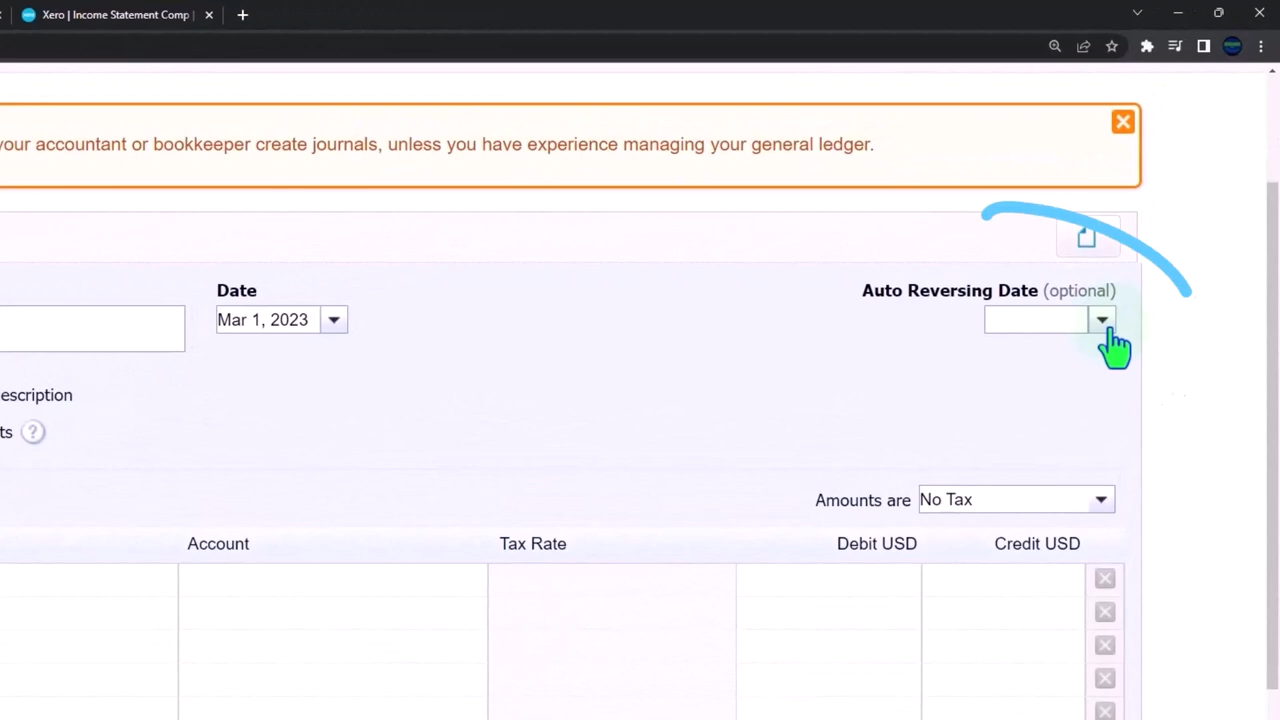 Xero | Income Statement Comp
your accountant or bookkeeper create journals, unless you have experience managing your general ledger.
Date
Auto Reversing Date (optional)
Mar 1, 2023
escription
ts ?
Amounts are No Tax
Account Tax Rate Debit USD Credit USD